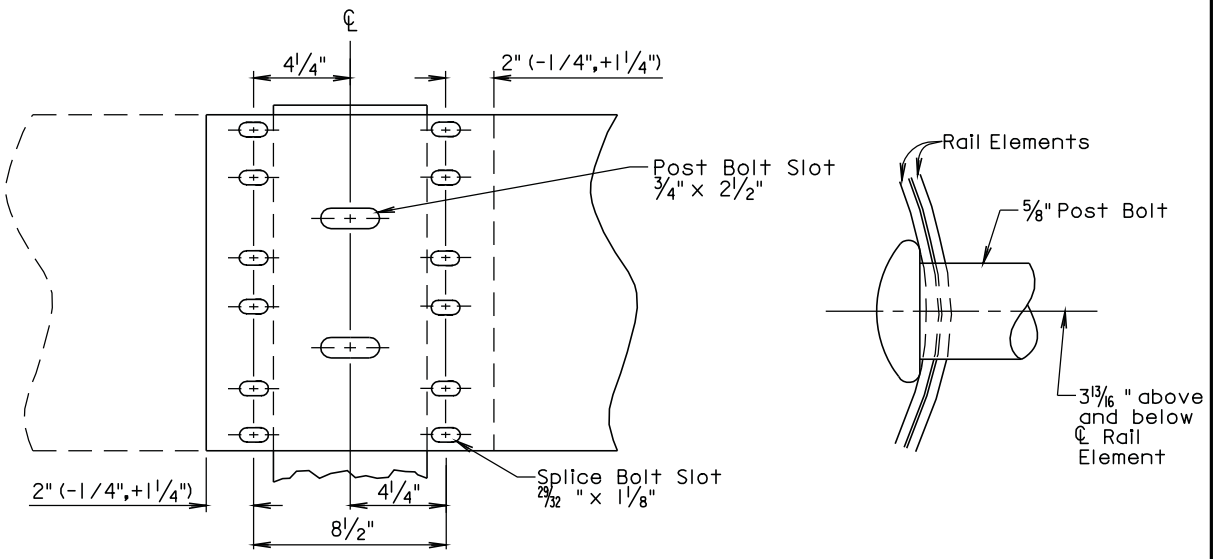 ℄
4 1/4"
2" (-1/4",+1 1/4")
Post Bolt Slot
3/4" x 2 1/2"
Rail Elements
5/8" Post Bolt
3 13/16 " above
and below
℄ Rail
Element
Splice Bolt Slot
29/32 " x 1 1/8"
2" (-1/4",+1 1/4")
4 1/4"
8 1/2"